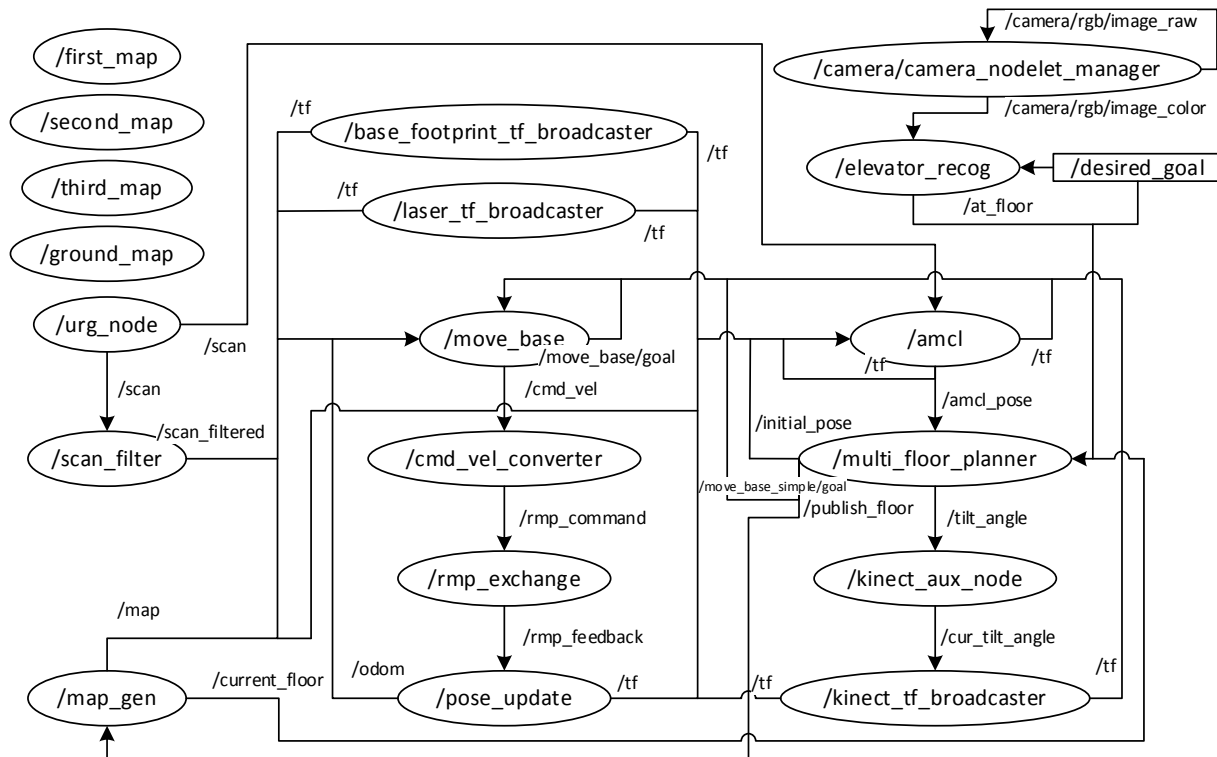 /camera/rgb/image_raw
/first_map
/camera/camera_nodelet_manager
/tf
/camera/rgb/image_color
/second_map
/base_footprint_tf_broadcaster
/tf
/elevator_recog
/desired_goal
/third_map
/tf
/laser_tf_broadcaster
/at_floor
/tf
/ground_map
/urg_node
/scan
/move_base
/amcl
/move_base/goal
/tf
/tf
/scan
/cmd_vel
/amcl_pose
/scan_filtered
/initial_pose
/scan_filter
/cmd_vel_converter
/multi_floor_planner
/move_base_simple/goal
/publish_floor
/rmp_command
/tilt_angle
/rmp_exchange
/kinect_aux_node
/map
/rmp_feedback
/cur_tilt_angle
/odom
/current_floor
/tf
/tf
/tf
/map_gen
/pose_update
/kinect_tf_broadcaster